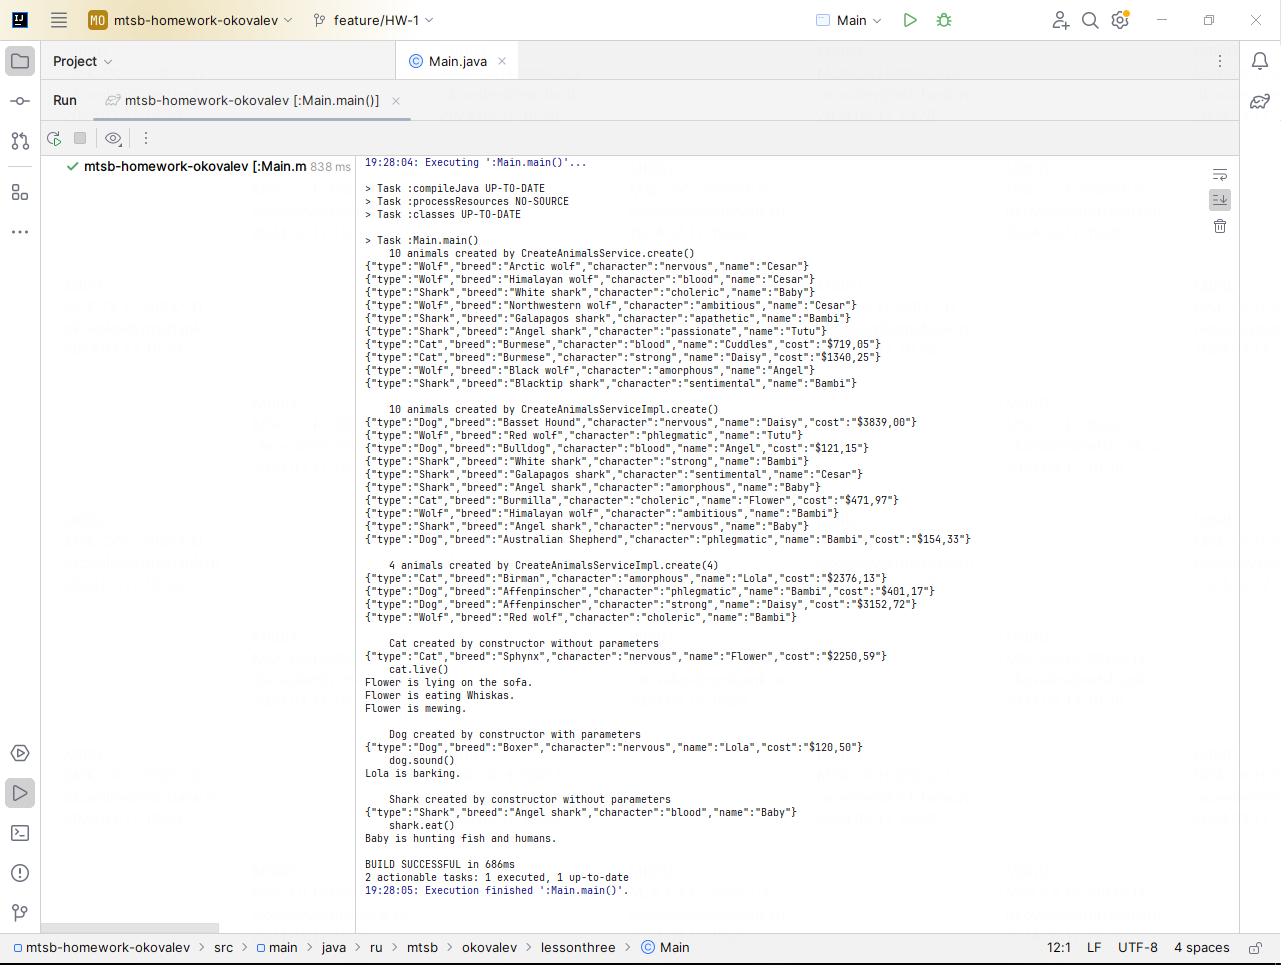 MO mtsb-homework-okovalev feature/HW-1 Main
Project Main.java
Run mtsb-homework-okovalev [:Main.main()]
mtsb-homework-okovalev [:Main.m 838 ms
19:28:04: Executing ':Main.main()'...
> Task :compileJava UP-TO-DATE
> Task :processResources NO-SOURCE
> Task :classes UP-TO-DATE
> Task :Main.main()
10 animals created by CreateAnimalsService.create()
{"type":"Wolf","breed":"Arctic wolf","character":"nervous","name":"Cesar"}
{"type":"Wolf","breed":"Himalayan wolf","character":"blood","name":"Cesar"}
{"type":"Shark","breed":"White shark","character":"choleric","name":"Baby"}
{"type":"Wolf","breed":"Northwestern wolf","character":"ambitious","name":"Cesar"}
{"type":"Shark","breed":"Galapagos shark","character":"apathetic","name":"Bambi"}
{"type":"Shark","breed":"Angel shark","character":"passionate","name":"Tutu"}
{"type":"Cat","breed":"Burmese","character":"blood","name":"Cuddles","cost":"$719,05"}
{"type":"Cat","breed":"Burmese","character":"strong","name":"Daisy","cost":"$1340,25"}
{"type":"Wolf","breed":"Black wolf","character":"amorphous","name":"Angel"}
{"type":"Shark","breed":"Blacktip shark","character":"sentimental","name":"Bambi"}
10 animals created by CreateAnimalsServiceImpl.create()
{"type":"Dog","breed":"Basset Hound","character":"nervous","name":"Daisy","cost":"$3839,00"}
{"type":"Wolf","breed":"Red wolf","character":"phlegmatic","name":"Tutu"}
{"type":"Dog","breed":"Bulldog","character":"blood","name":"Angel","cost":"$121,15"}
{"type":"Shark","breed":"White shark","character":"strong","name":"Bambi"}
{"type":"Shark","breed":"Galapagos shark","character":"sentimental","name":"Cesar"}
{"type":"Shark","breed":"Angel shark","character":"amorphous","name":"Baby"}
{"type":"Cat","breed":"Burmilla","character":"choleric","name":"Flower","cost":"$471,97"}
{"type":"Wolf","breed":"Himalayan wolf","character":"ambitious","name":"Bambi"}
{"type":"Shark","breed":"Angel shark","character":"nervous","name":"Baby"}
{"type":"Dog","breed":"Australian Shepherd","character":"phlegmatic","name":"Bambi","cost":"$154,33"}
4 animals created by CreateAnimalsServiceImpl.create(4)
{"type":"Cat","breed":"Birman","character":"amorphous","name":"Lola","cost":"$2376,13"}
{"type":"Dog","breed":"Affenpinscher","character":"phlegmatic","name":"Bambi","cost":"$401,17"}
{"type":"Dog","breed":"Affenpinscher","character":"strong","name":"Daisy","cost":"$3152,72"}
{"type":"Wolf","breed":"Red wolf","character":"choleric","name":"Bambi"}
Cat created by constructor without parameters
{"type":"Cat","breed":"Sphynx","character":"nervous","name":"Flower","cost":"$2250,59"}
cat.live()
Flower is lying on the sofa.
Flower is eating Whiskas.
Flower is mewing.
Dog created by constructor with parameters
{"type":"Dog","breed":"Boxer","character":"nervous","name":"Lola","cost":"$120,50"}
dog.sound()
Lola is barking.
Shark created by constructor without parameters
{"type":"Shark","breed":"Angel shark","character":"blood","name":"Baby"}
shark.eat()
Baby is hunting fish and humans.
BUILD SUCCESSFUL in 686ms
2 actionable tasks: 1 executed, 1 up-to-date
19:28:05: Execution finished ':Main.main()'.
mtsb-homework-okovalev > src > main > java > ru > mtsb > okovalev > lessonthree > Main 12:1 LF UTF-8 4 spaces